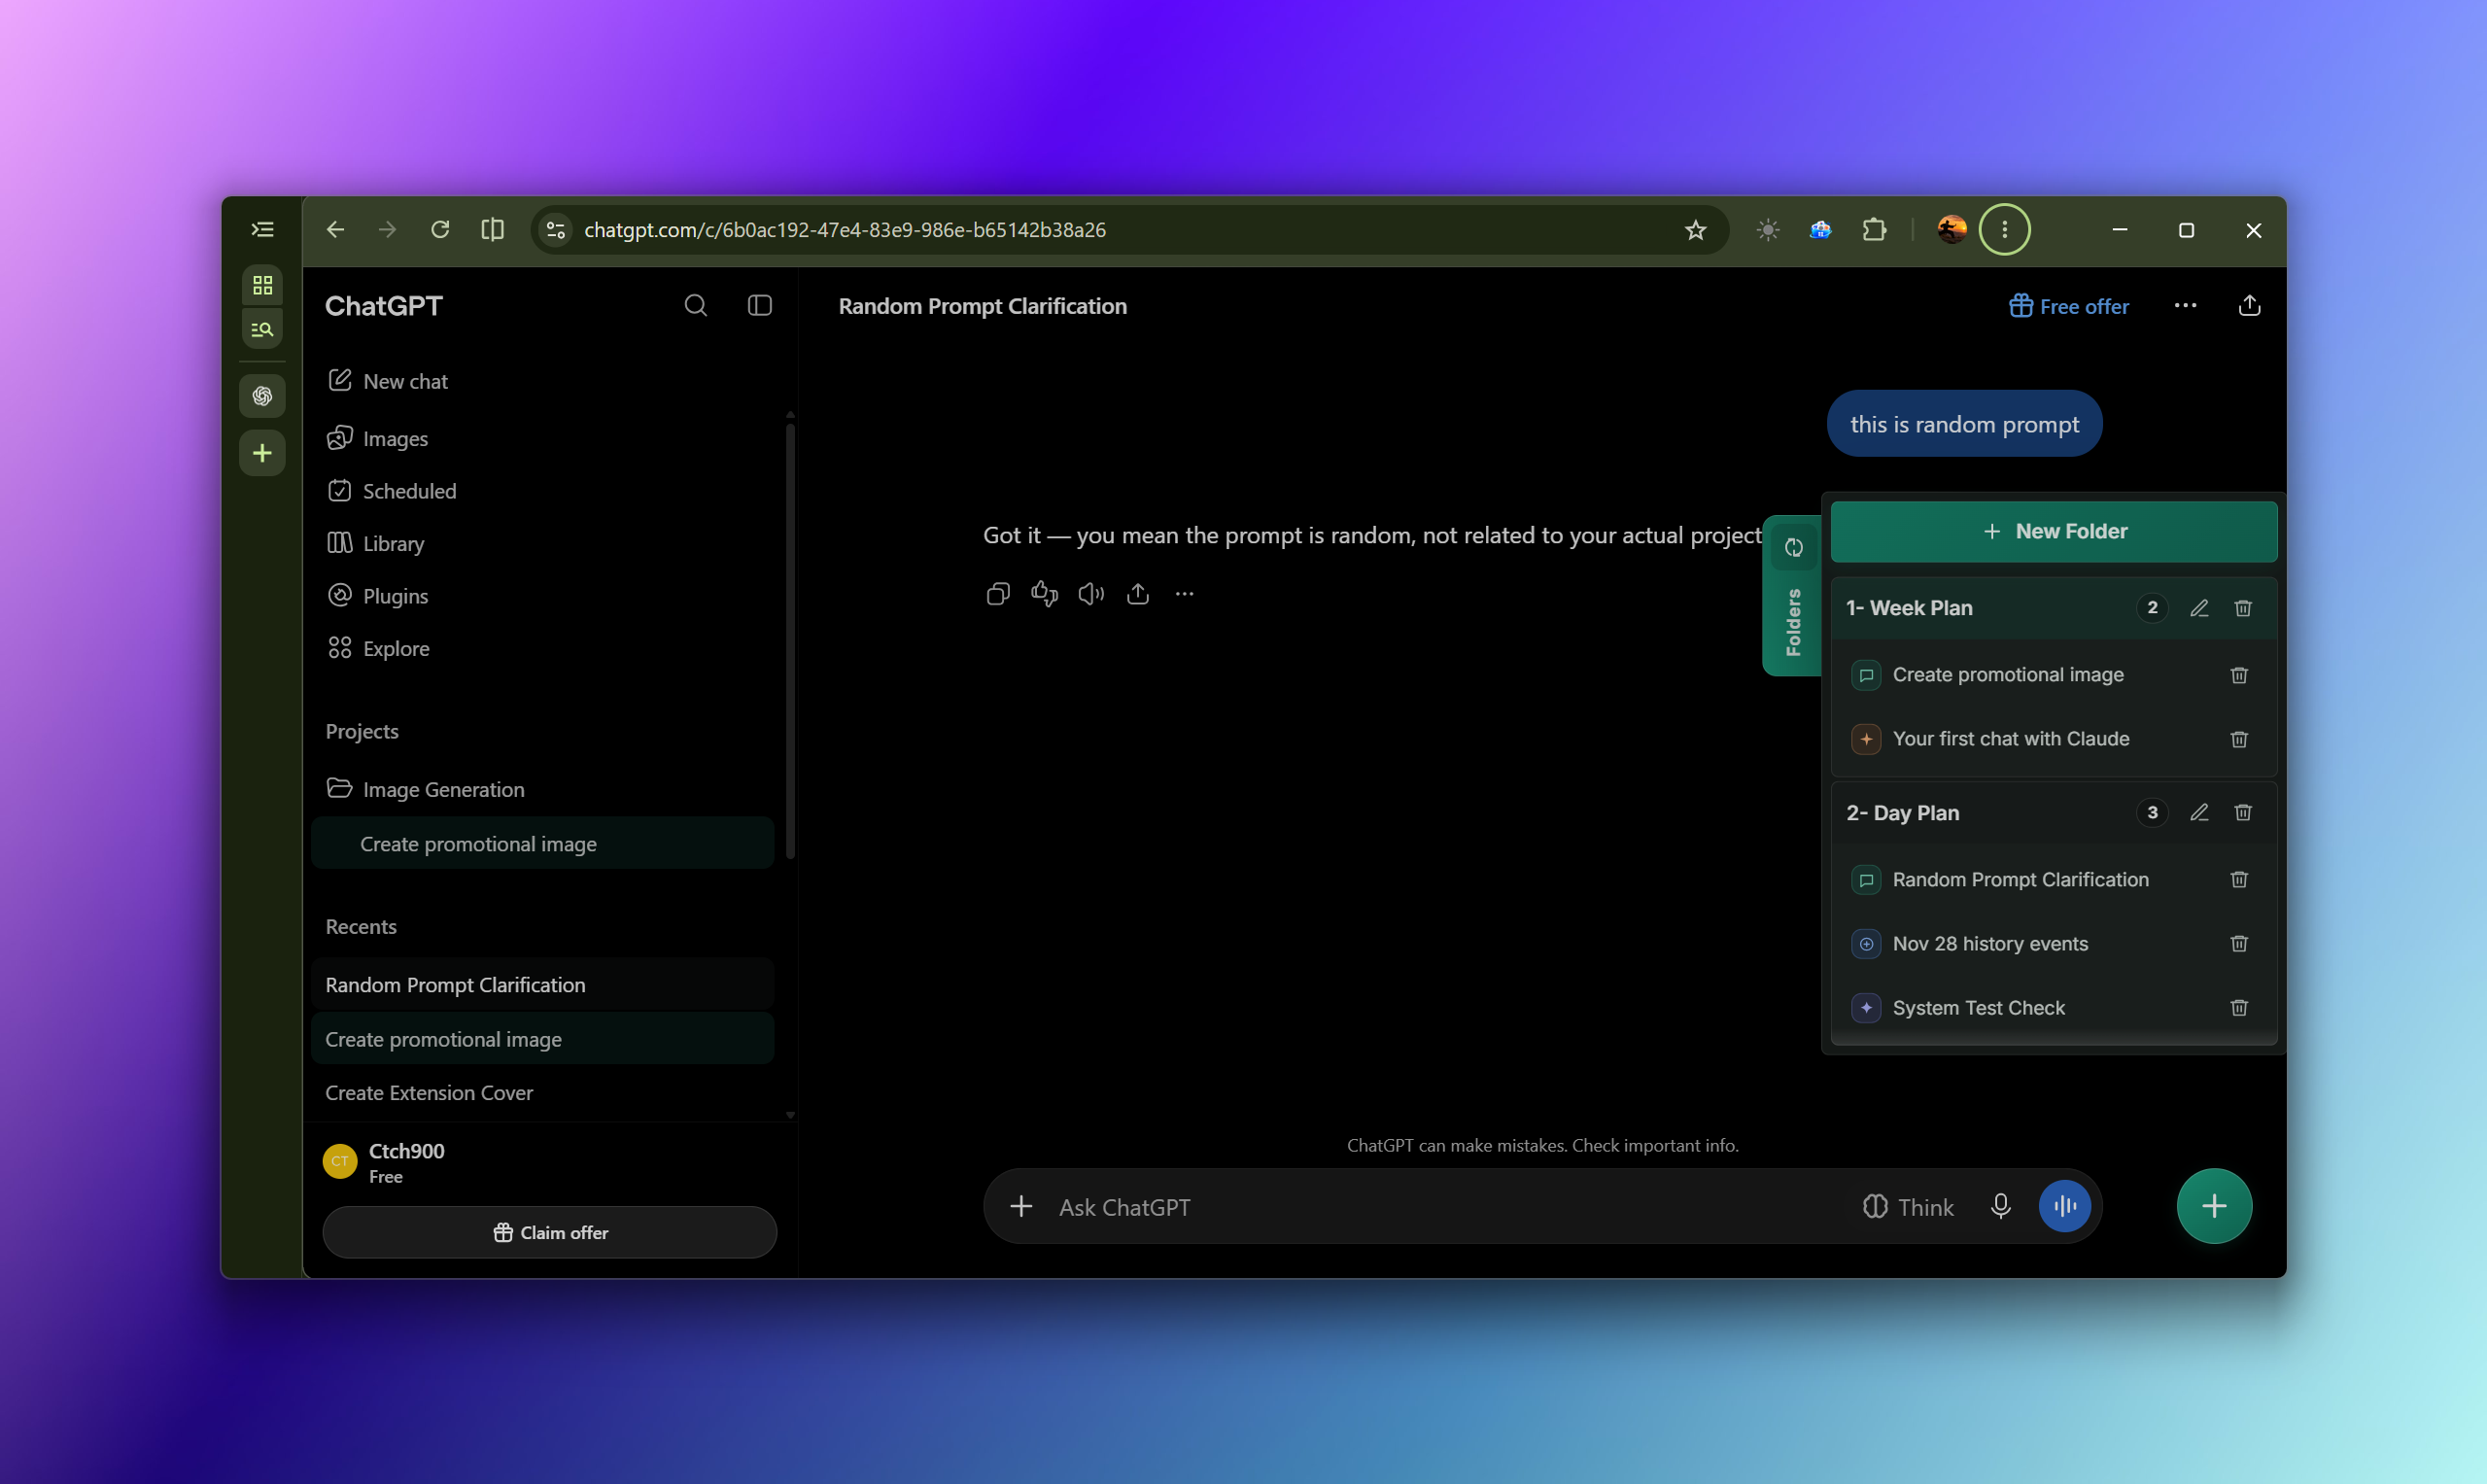 chatgpt.com/c/6b0ac192-47e4-83e9-986e-b65142b38a26
ChatGPT
New chat
Images
Scheduled
Library
Plugins
Explore
Projects
Image Generation
Create promotional image
Recents
Random Prompt Clarification
Create promotional image
Create Extension Cover
CT
Ctch900
Free
Claim offer
Random Prompt Clarification
Free offer
this is random prompt
Got it — you mean the prompt is random, not related to your actual project
Folders
+ New Folder
1- Week Plan 2
Create promotional image
Your first chat with Claude
2- Day Plan 3
Random Prompt Clarification
Nov 28 history events
System Test Check
ChatGPT can make mistakes. Check important info.
Ask ChatGPT
Think